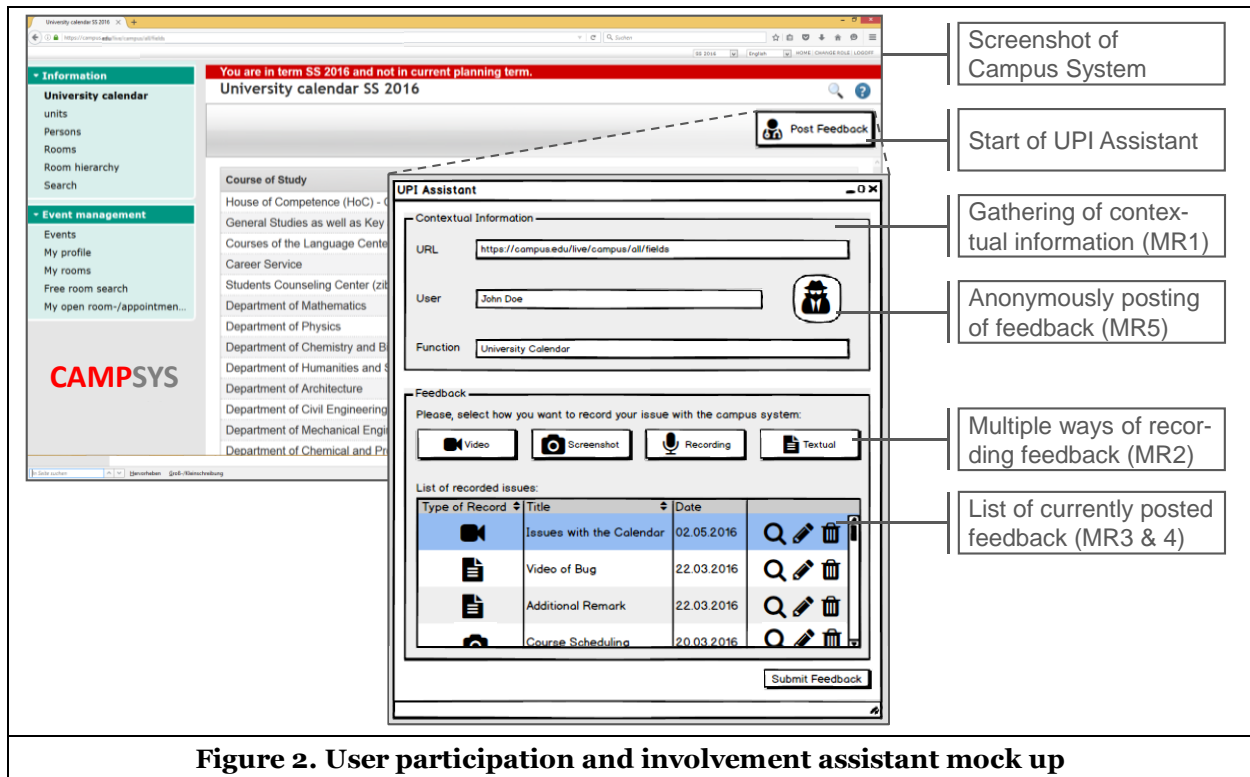 University calendar SS 2016
https://campus.edu/live/campus/all/fields
Suchen
SS 2016 English HOME CHANGE ROLE LOGOFF
Information
University calendar
units
Persons
Rooms
Room hierarchy
Search
Event management
Events
My profile
My rooms
Free room search
My open room-/appointmen...
CAMPSYS
You are in term SS 2016 and not in current planning term.
University calendar SS 2016
Post Feedback
Course of Study
House of Competence (HoC) -
General Studies as well as Key
Courses of the Language Cente
Career Service
Students Counseling Center (zi
Department of Mathematics
Department of Physics
Department of Chemistry and B
Department of Humanities and
Department of Architecture
Department of Civil Engineering
Department of Mechanical Engi
Department of Chemical and Pr
Hervorheben Groß-/Kleinschreibung
UPI Assistant
Contextual Information
URL https://campus.edu/live/campus/all/fields
User John Doe
Function University Calendar
Feedback
Please, select how you want to record your issue with the campus system:
Video Screenshot Recording Textual
List of recorded issues:
Type of Record Title Date
Issues with the Calendar 02.05.2016
Video of Bug 22.03.2016
Additional Remark 22.03.2016
Course Scheduling 20.03.2016
Submit Feedback
Screenshot of
Campus System
Start of UPI Assistant
Gathering of contex-
tual information (MR1)
Anonymously posting
of feedback (MR5)
Multiple ways of recor-
ding feedback (MR2)
List of currently posted
feedback (MR3 & 4)
Figure 2. User participation and involvement assistant mock up